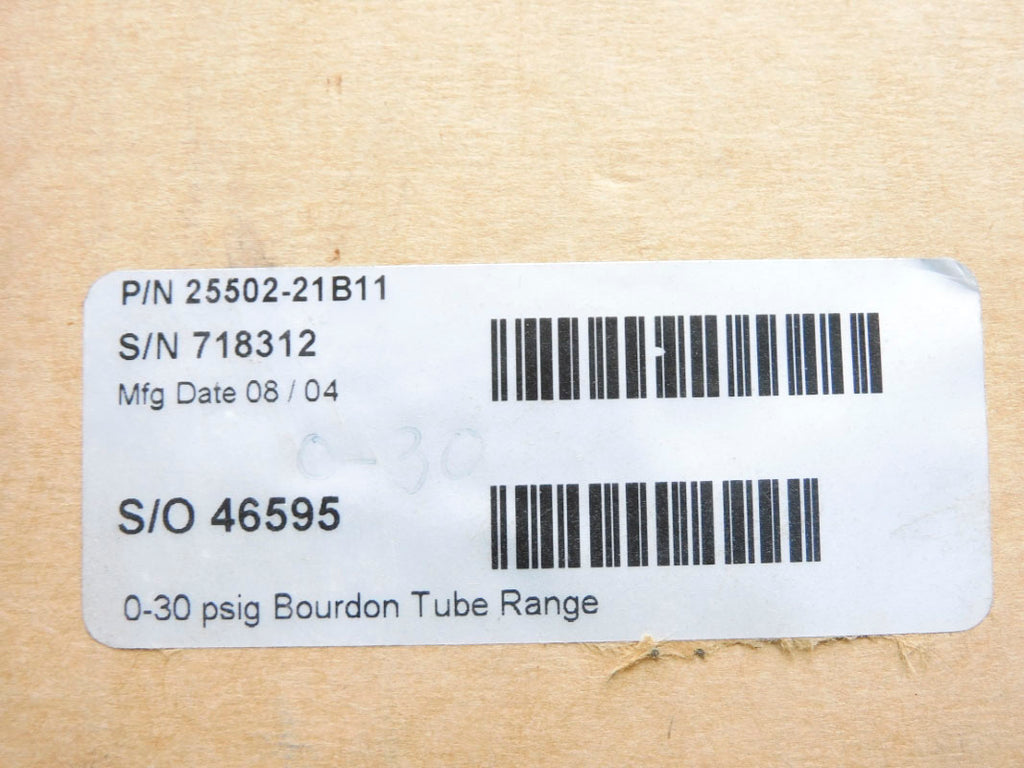 P/N 25502-21B11
S/N 718312
Mfg Date 08 / 04
0-30
S/O 46595
0-30 psig Bourdon Tube Range